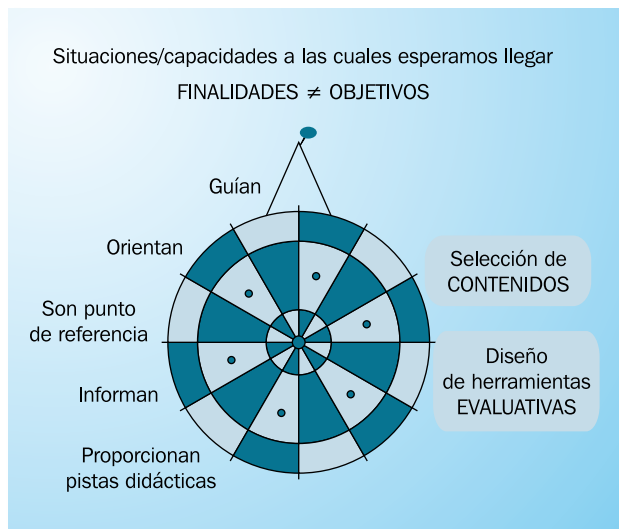 Situaciones/capacidades a las cuales esperamos llegar
FINALIDADES ≠ OBJETIVOS
Guían
Orientan
Son punto
de referencia
Informan
Proporcionan
pistas didácticas
Selección de
CONTENIDOS
Diseño
de herramientas
EVALUATIVAS